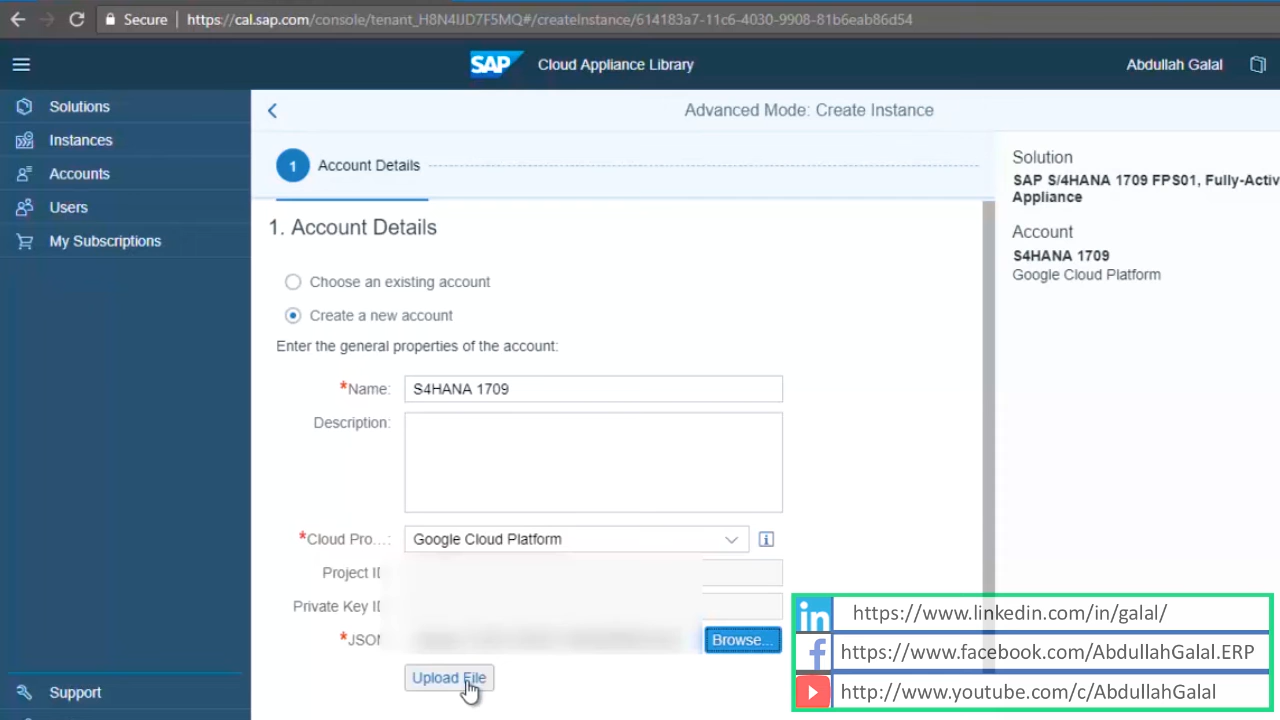 Secure | https://cal.sap.com/console/tenant_H8N4IJD7F5MQ#/createInstance/614183a7-11c6-4030-9908-81b6eab86d54
SAP Cloud Appliance Library
Abdullah Galal
Solutions
Instances
Accounts
Users
My Subscriptions
Support
Advanced Mode: Create Instance
1 Account Details
1. Account Details
Choose an existing account
Create a new account
Enter the general properties of the account:
*Name: S4HANA 1709
Description:
*Cloud Pro...: Google Cloud Platform
Project ID
Private Key ID
*JSON
Browse...
Upload File
Solution
SAP S/4HANA 1709 FPS01, Fully-Activ
Appliance
Account
S4HANA 1709
Google Cloud Platform
in https://www.linkedin.com/in/galal/
f https://www.facebook.com/AbdullahGalal.ERP
http://www.youtube.com/c/AbdullahGalal